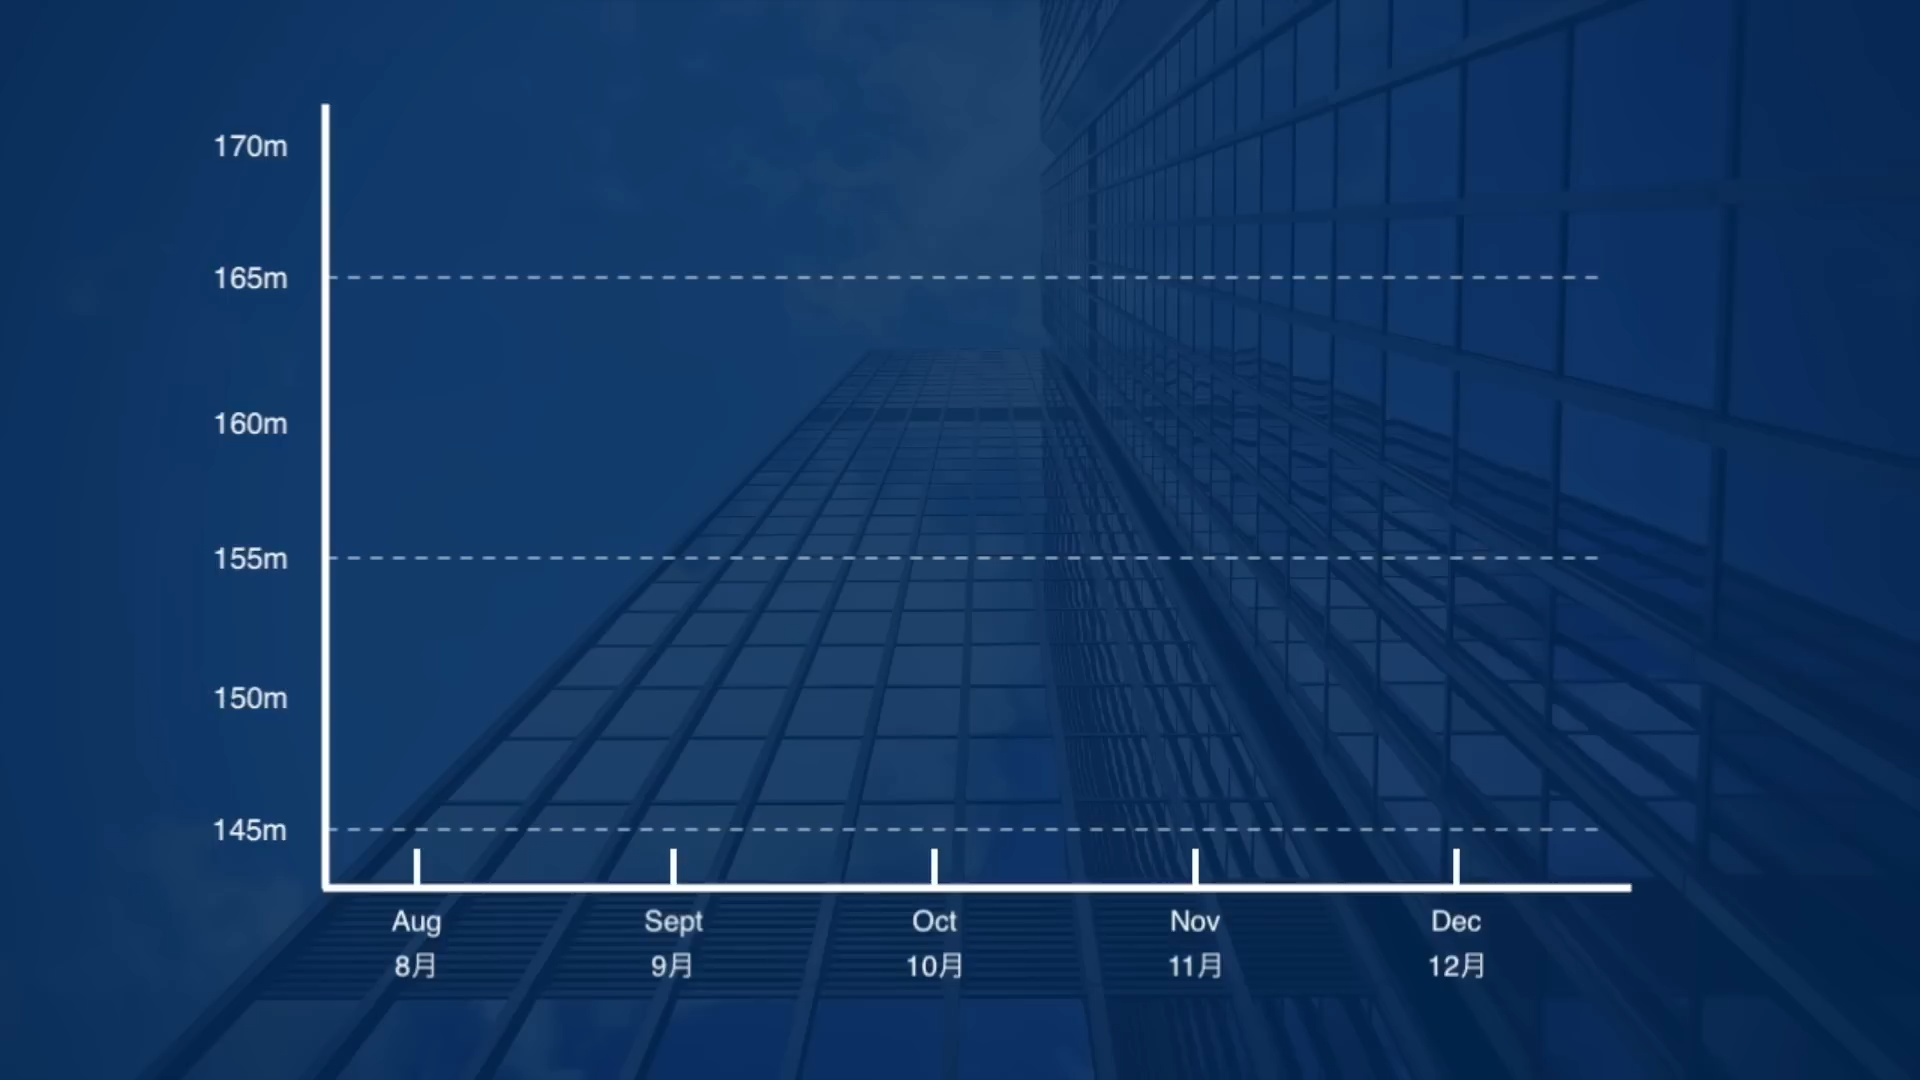 170m
165m
160m
155m
150m
145m
Aug Sept Oct Nov Dec
8月 9月 10月 11月 12月